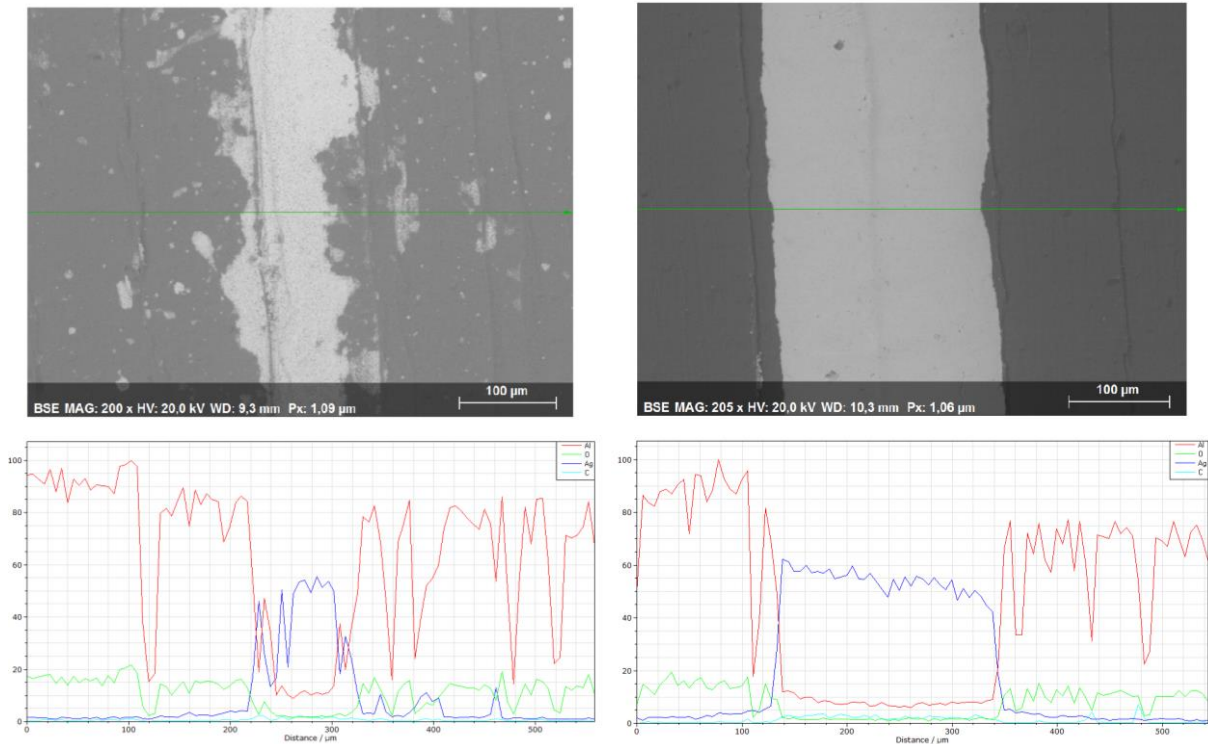 BSE MAG: 200 x HV: 20,0 kV WD: 9,3 mm Px: 1,09 µm
100 µm
BSE MAG: 205 x HV: 20,0 kV WD: 10,3 mm Px: 1,06 µm
100 µm
Al
O
Ag
C
100
80
60
40
20
0
0
100
200
300
400
500
Distance / µm
Al
O
Ag
C
100
80
60
40
20
0
0
100
200
300
400
500
Distance / µm